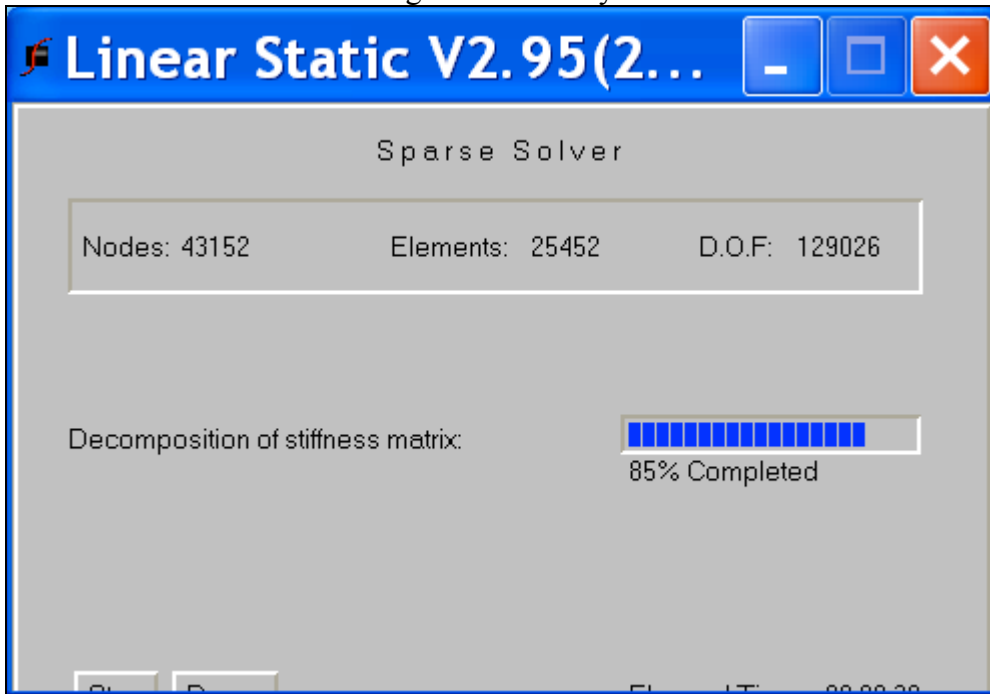 Linear Static V2.95(2...
Sparse Solver
Nodes: 43152 Elements: 25452 D.O.F: 129026
Decomposition of stiffness matrix:
85% Completed